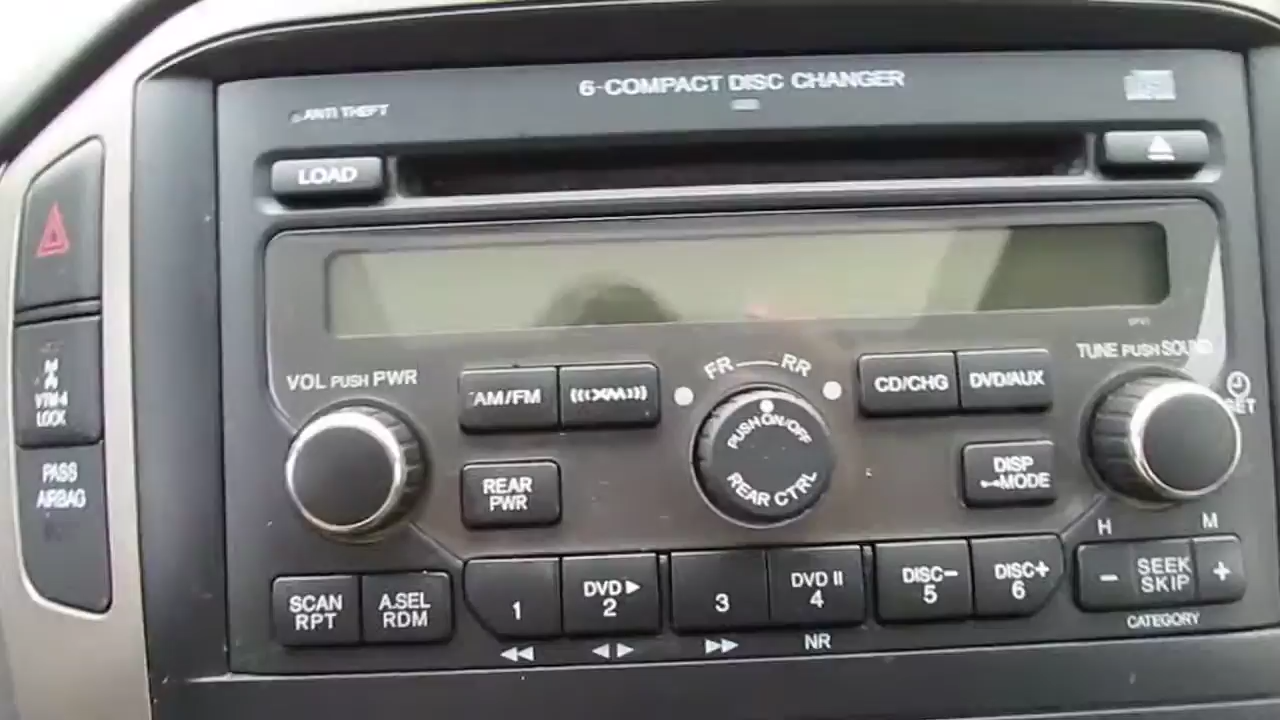 6-COMPACT DISC CHANGER
ANTI THEFT
LOAD
VOL PUSH PWR
AM/FM
XM
FR
RR
CD/CHG
DVD/AUX
TUNE PUSH SOUND
SET
VTM-4
LOCK
PUSH ON/OFF
REAR CTRL
REAR
PWR
DISP
MODE
PASS
AIRBAG
H
M
SCAN
RPT
A.SEL
RDM
1
DVD ▶
2
3
DVD II
4
DISC-
5
DISC+
6
-
SEEK
SKIP
+
◀◀
◀ ▶
▶▶
NR
CATEGORY